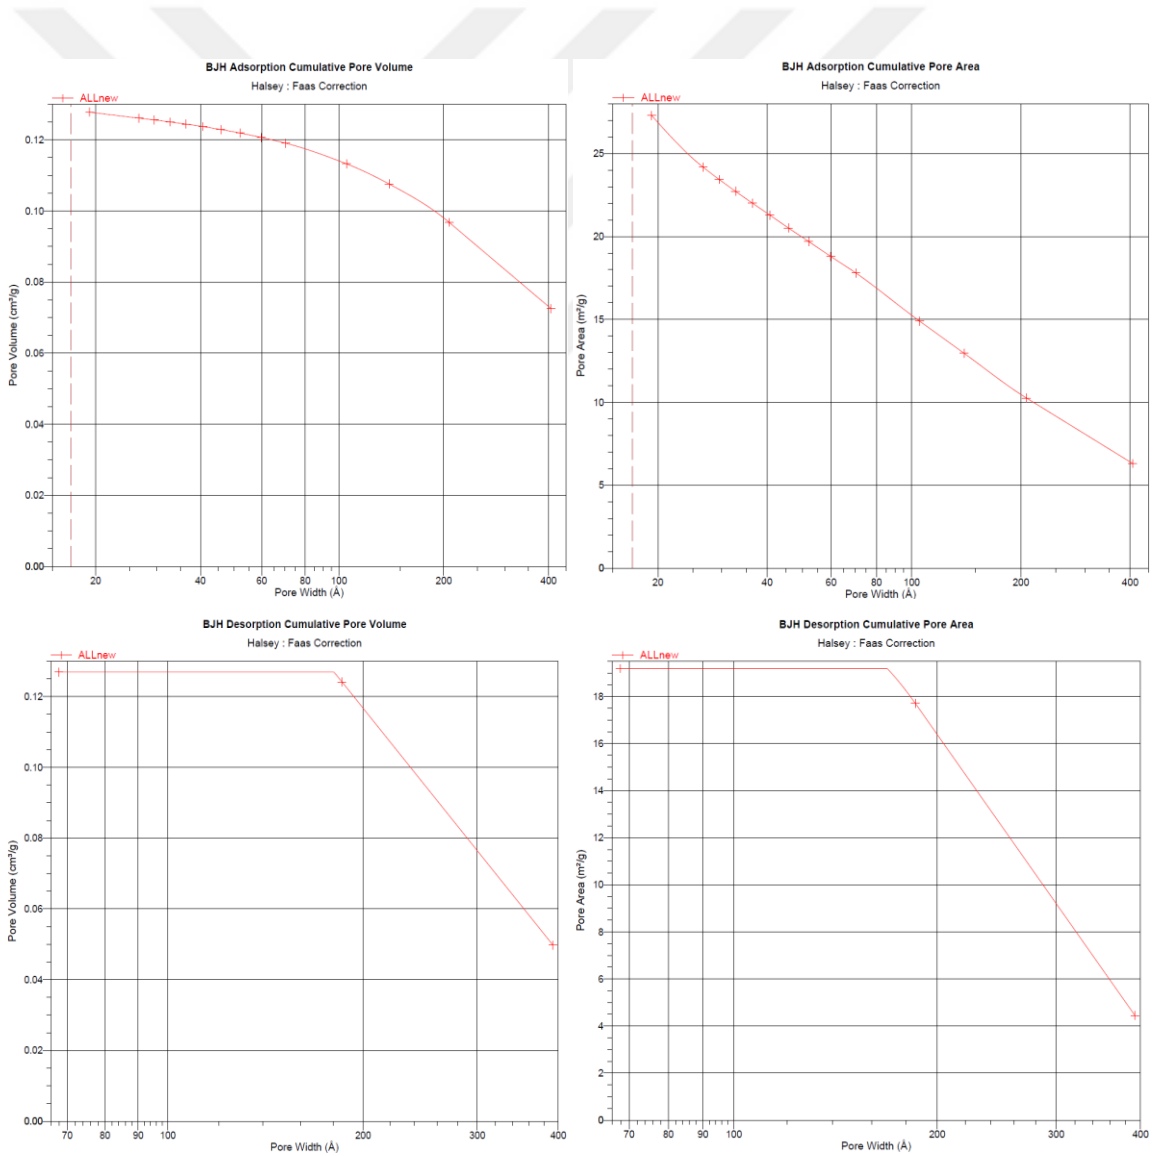 BJH Adsorption Cumulative Pore Volume
Halsey : Faas Correction
ALLnew
0.12
0.10
0.08
0.06
0.04
0.02
0.00
Pore Volume (cm³/g)
20 40 60 80 100 200 400
Pore Width (Å)
BJH Adsorption Cumulative Pore Area
Halsey : Faas Correction
ALLnew
25
20
15
10
5
0
Pore Area (m²/g)
20 40 60 80 100 200 400
Pore Width (Å)
BJH Desorption Cumulative Pore Volume
Halsey : Faas Correction
ALLnew
0.12
0.10
0.08
0.06
0.04
0.02
0.00
Pore Volume (cm³/g)
70 80 90 100 200 300 400
Pore Width (Å)
BJH Desorption Cumulative Pore Area
Halsey : Faas Correction
ALLnew
18
16
14
12
10
8
6
4
2
0
Pore Area (m²/g)
70 80 90 100 200 300 400
Pore Width (Å)